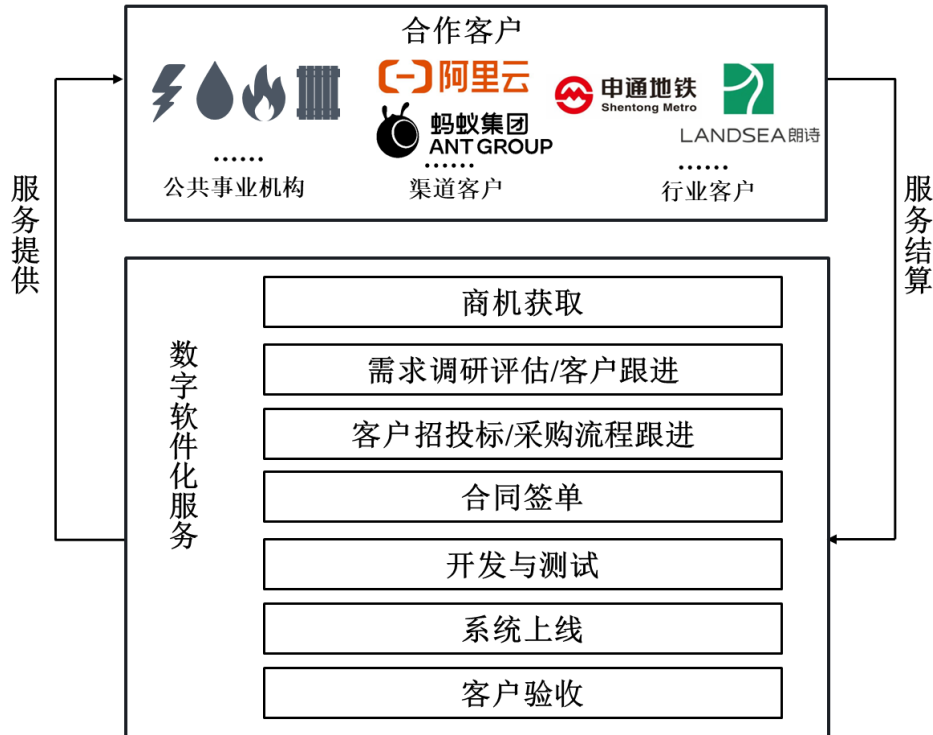 合作客户
阿里云
申通地铁
Shentong Metro
蚂蚁集团
ANT GROUP
LANDSEA朗诗
······
······
······
公共事业机构
渠道客户
行业客户
服务提供
服务结算
数字软件化服务
商机获取
需求调研评估/客户跟进
客户招投标/采购流程跟进
合同签单
开发与测试
系统上线
客户验收